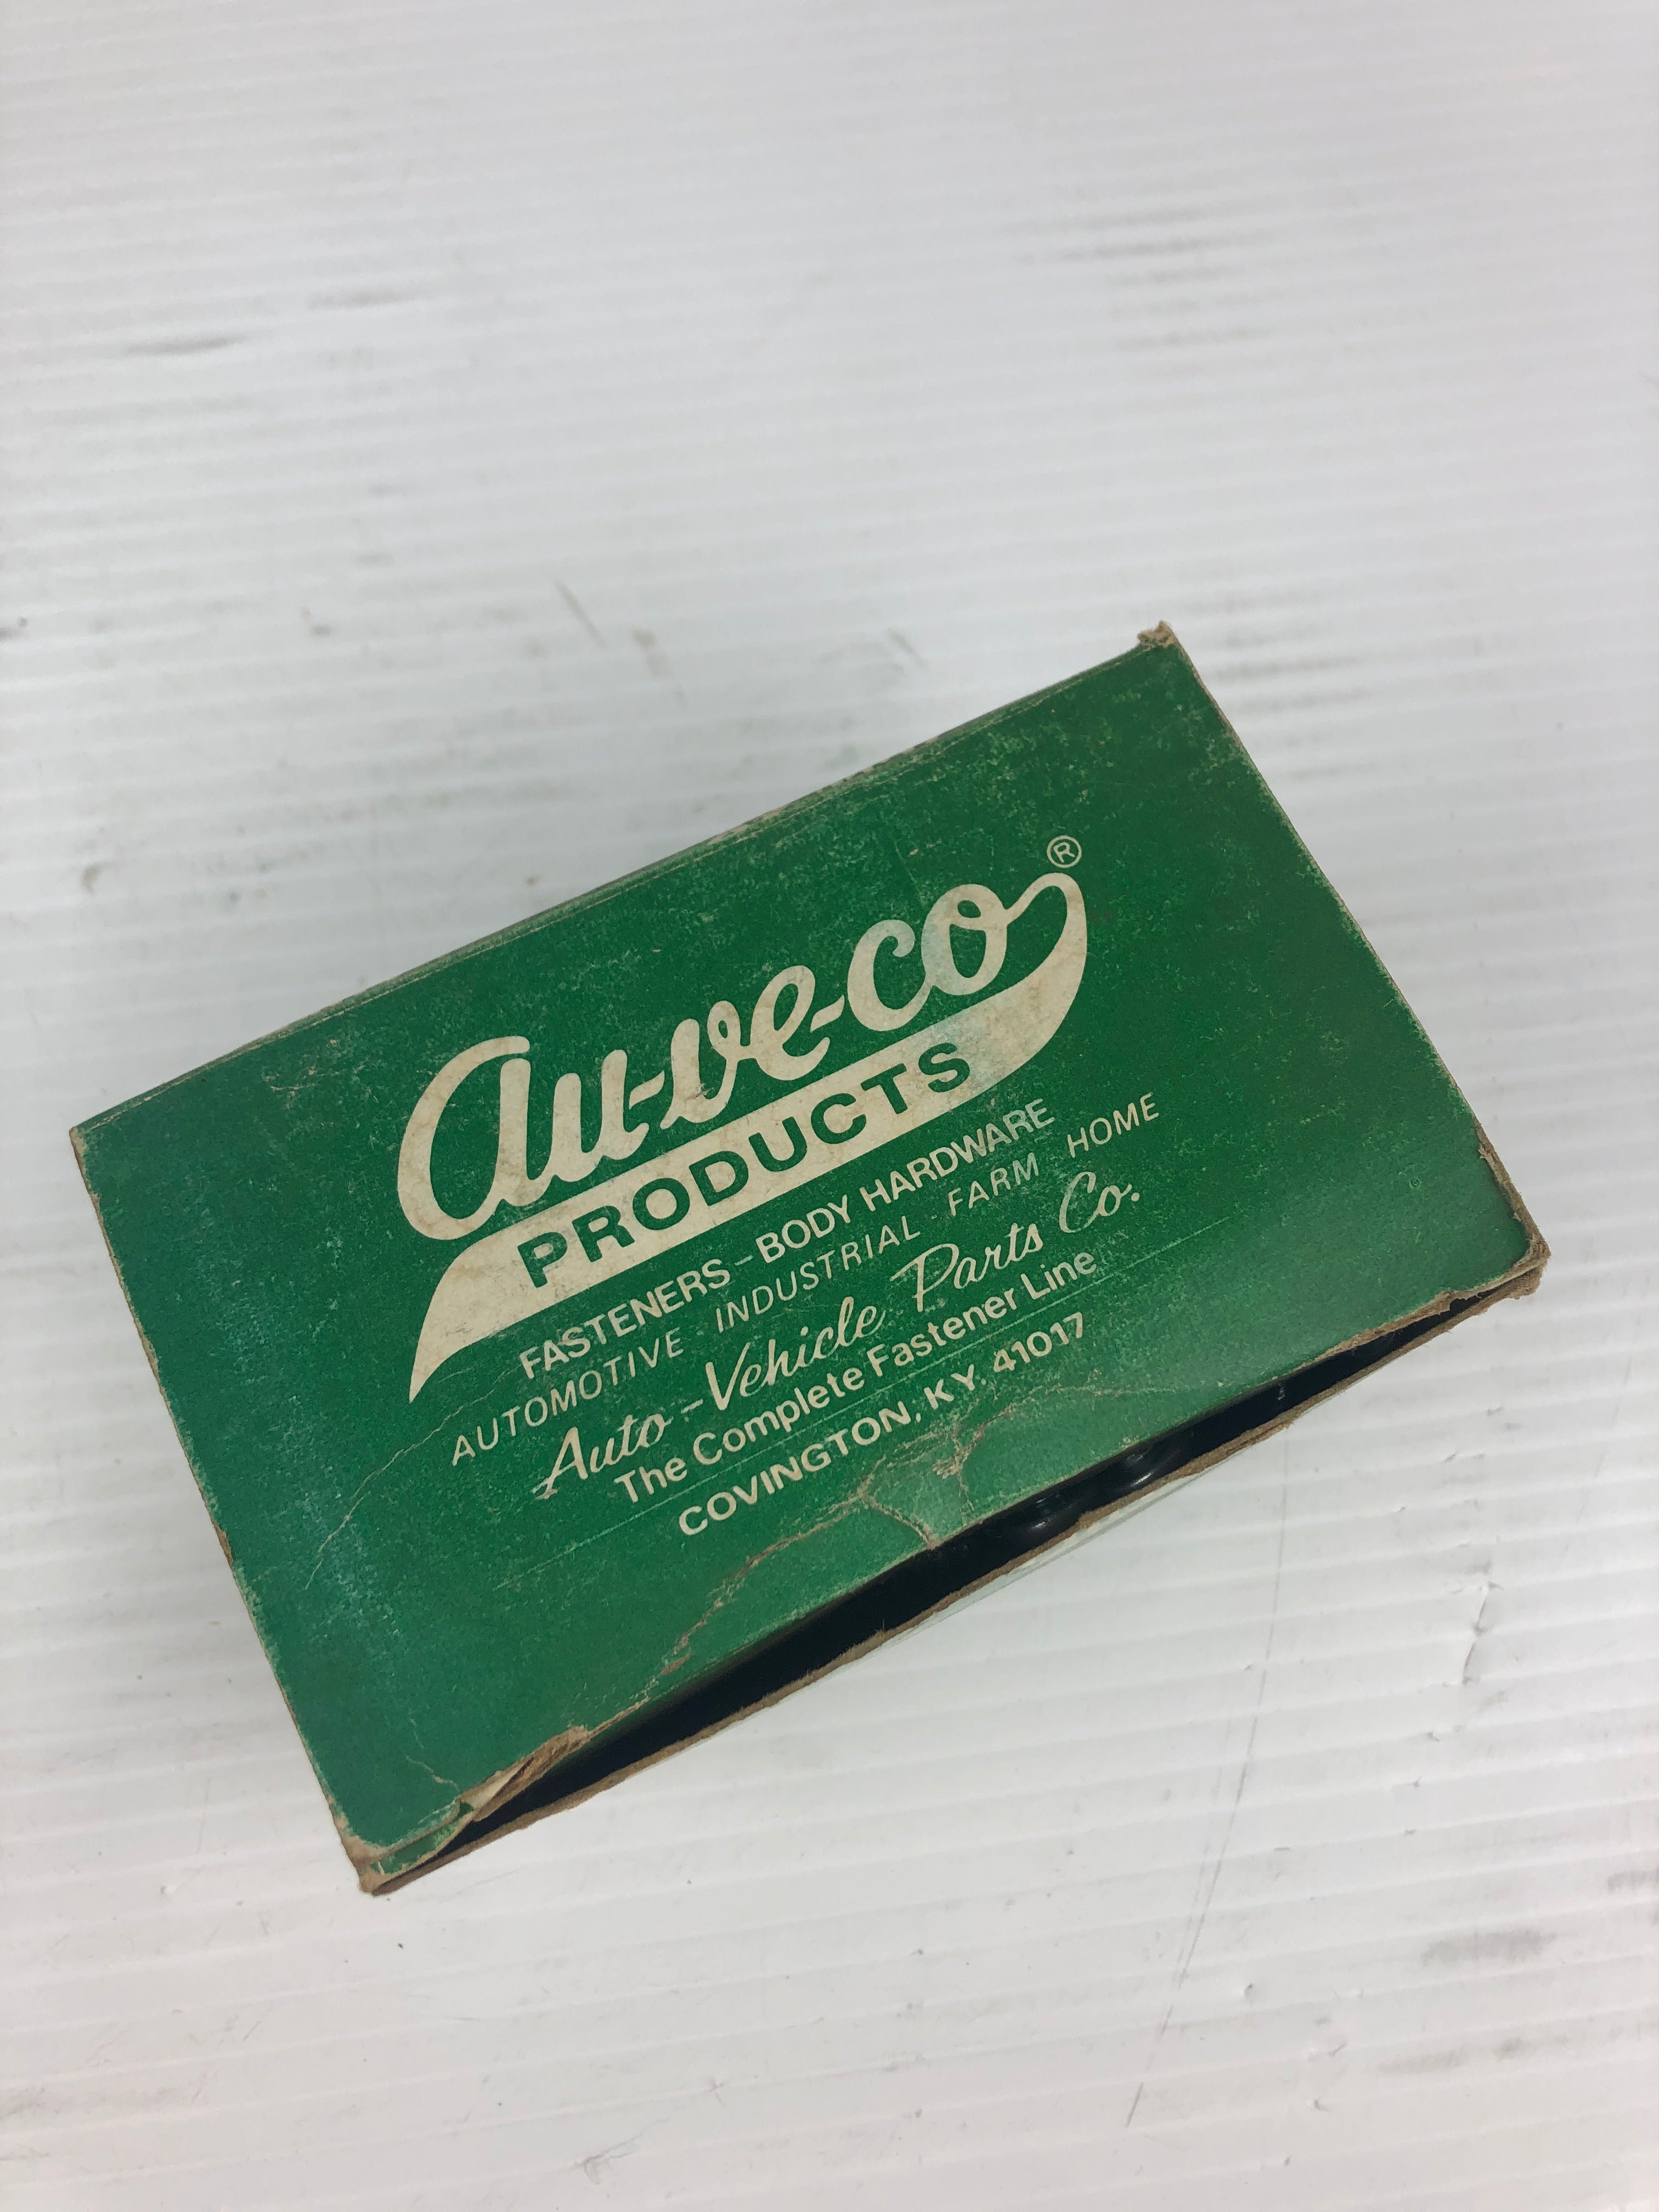 au-ve-co®
PRODUCTS
FASTENERS-BODY HARDWARE
AUTOMOTIVE INDUSTRIAL FARM HOME
Auto-Vehicle Parts Co.
The Complete Fastener Line
COVINGTON, KY. 41017